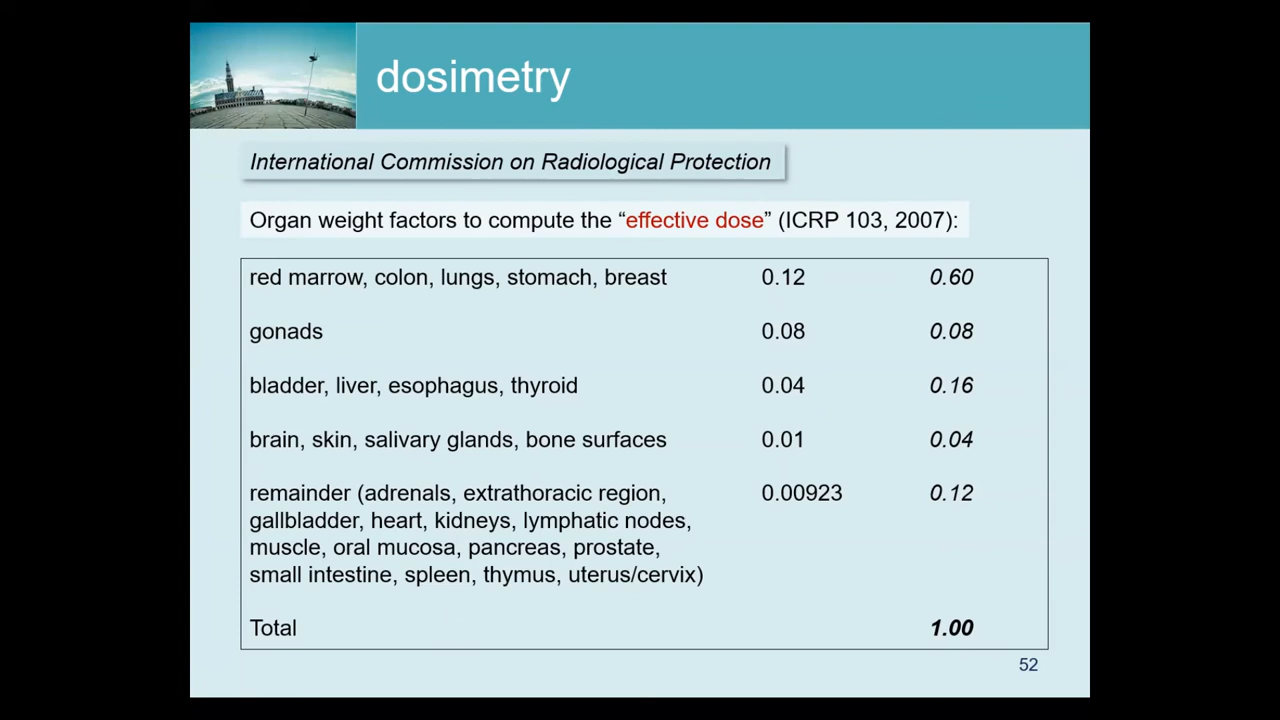 dosimetry
International Commission on Radiological Protection
Organ weight factors to compute the “effective dose” (ICRP 103, 2007):
red marrow, colon, lungs, stomach, breast 0.12 0.60
gonads 0.08 0.08
bladder, liver, esophagus, thyroid 0.04 0.16
brain, skin, salivary glands, bone surfaces 0.01 0.04
remainder (adrenals, extrathoracic region, 0.00923 0.12
gallbladder, heart, kidneys, lymphatic nodes,
muscle, oral mucosa, pancreas, prostate,
small intestine, spleen, thymus, uterus/cervix)
Total 1.00
52